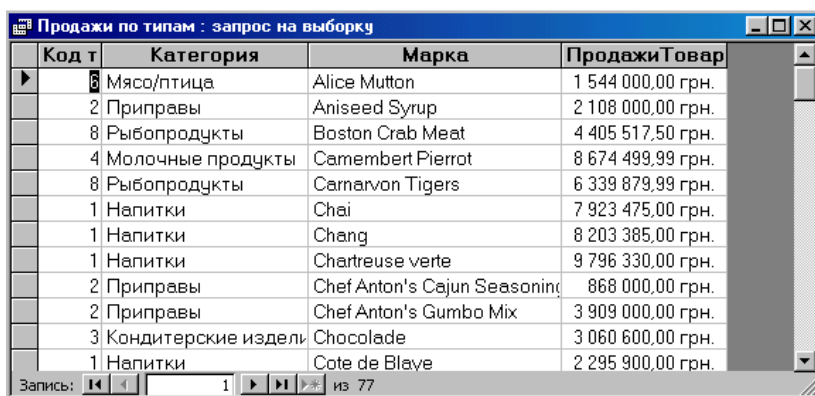 Продажи по типам : запрос на выборку
Код т Категория Марка ПродажиТовар
6 Мясо/птица Alice Mutton 1 544 000,00 грн.
2 Приправы Aniseed Syrup 2 108 000,00 грн.
8 Рыбопродукты Boston Crab Meat 4 405 517,50 грн.
4 Молочные продукты Camembert Pierrot 8 674 499,99 грн.
8 Рыбопродукты Carnarvon Tigers 6 339 879,99 грн.
1 Напитки Chai 7 923 475,00 грн.
1 Напитки Chang 8 203 385,00 грн.
1 Напитки Chartreuse verte 9 796 330,00 грн.
2 Приправы Chef Anton's Cajun Seasoning 868 000,00 грн.
2 Приправы Chef Anton's Gumbo Mix 3 909 000,00 грн.
3 Кондитерские издели Chocolade 3 060 600,00 грн.
1 Напитки Cote de Blaye 2 295 900,00 грн.
Запись: 1 из 77